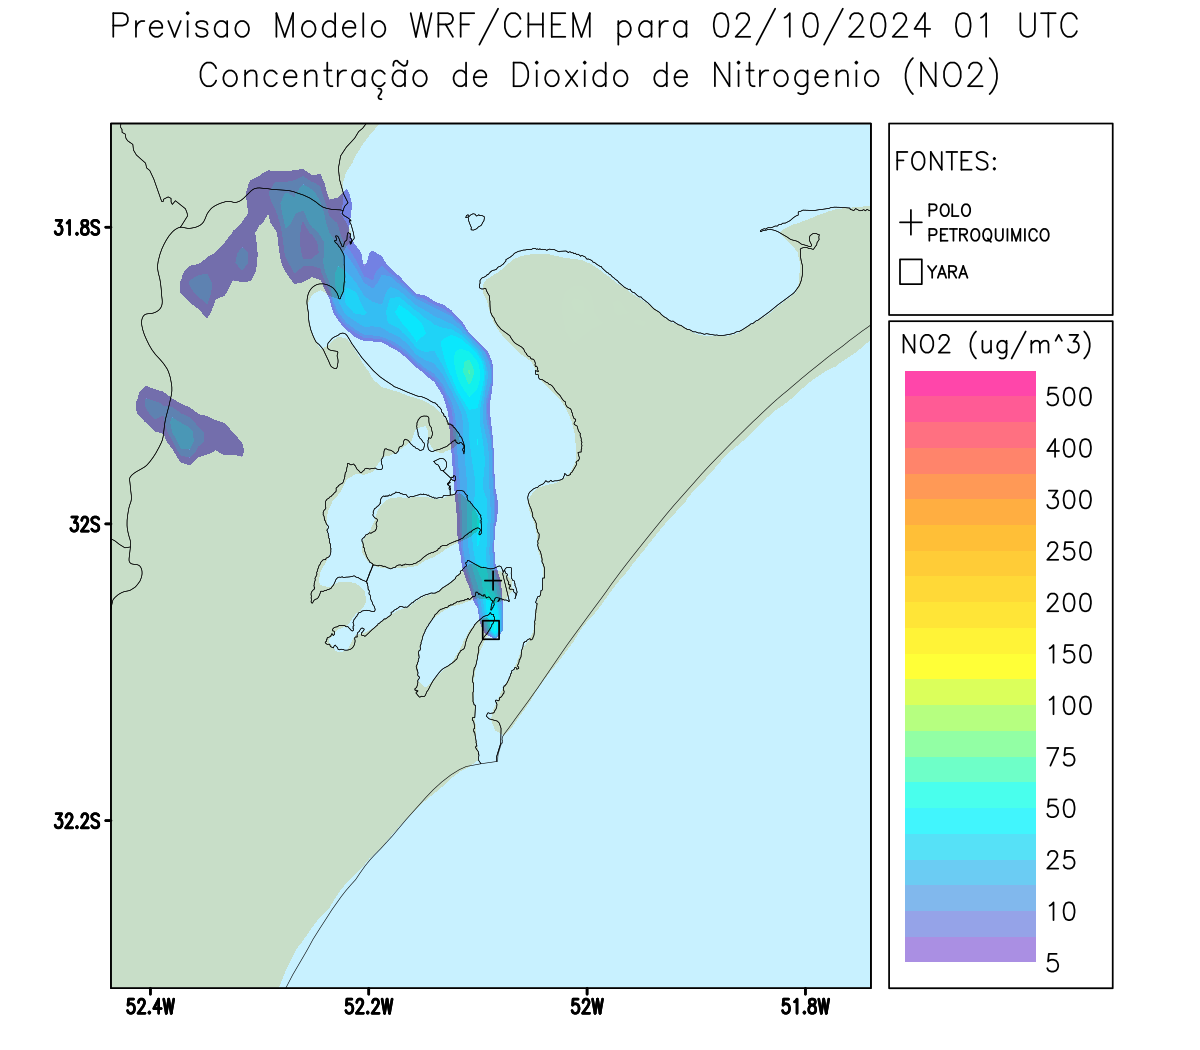 Previsao Modelo WRF/CHEM para 02/10/2024 01 UTC
Concentração de Dioxido de Nitrogenio (NO2)
FONTES:
POLO
PETROQUIMICO
YARA
NO2 (ug/m^3)
500
400
300
250
200
150
100
75
50
25
10
5
31.8S
32S
32.2S
52.4W
52.2W
52W
51.8W